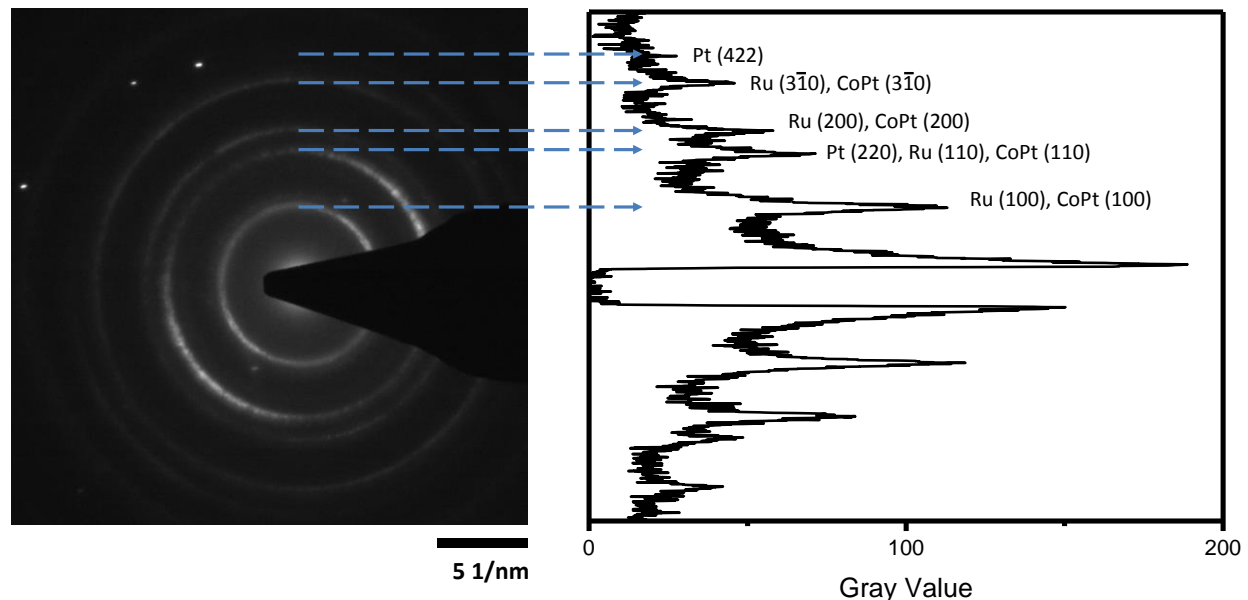 Pt (422)
Ru (31̄0), CoPt (31̄0)
Ru (200), CoPt (200)
Pt (220), Ru (110), CoPt (110)
Ru (100), CoPt (100)
5 1/nm
0
100
200
Gray Value